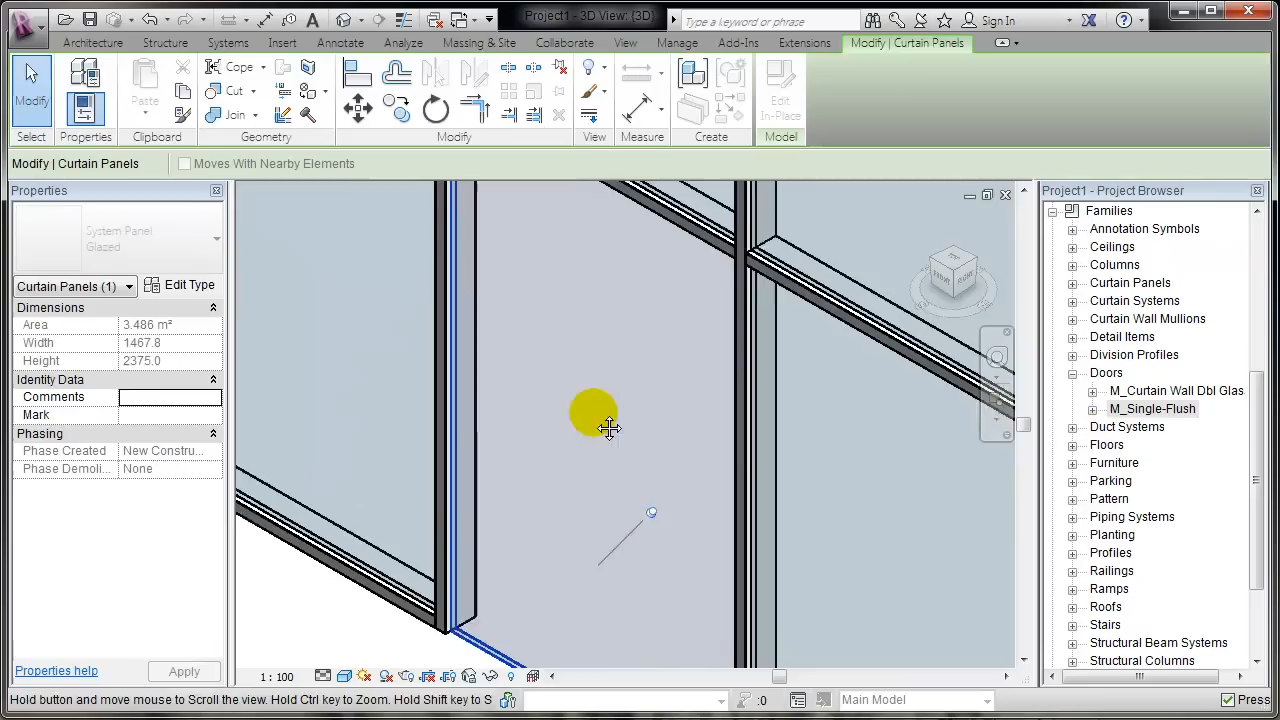 Project1 - 3D View: {3D}
Type a keyword or phrase
Sign In
Architecture Structure Systems Insert Annotate Analyze Massing & Site Collaborate View Manage Add-Ins Extensions Modify | Curtain Panels
Modify
Paste
Cope
Cut
Join
Edit
In-Place
Select Properties Clipboard Geometry Modify View Measure Create Model
Modify | Curtain Panels Moves With Nearby Elements
Properties
System Panel
Glazed
Curtain Panels (1) Edit Type
Dimensions
Area 3.486 m²
Width 1467.8
Height 2375.0
Identity Data
Comments
Mark
Phasing
Phase Created New Constru...
Phase Demoli... None
Properties help Apply
TOP
FRONT
RIGHT
1 : 100
Project1 - Project Browser
Families
Annotation Symbols
Ceilings
Columns
Curtain Panels
Curtain Systems
Curtain Wall Mullions
Detail Items
Division Profiles
Doors
M_Curtain Wall Dbl Glas
M_Single-Flush
Duct Systems
Floors
Furniture
Parking
Pattern
Piping Systems
Planting
Profiles
Railings
Ramps
Roofs
Stairs
Structural Beam Systems
Structural Columns
Hold button and move mouse to Scroll the view. Hold Ctrl key to Zoom. Hold Shift key to S :0 Main Model Press